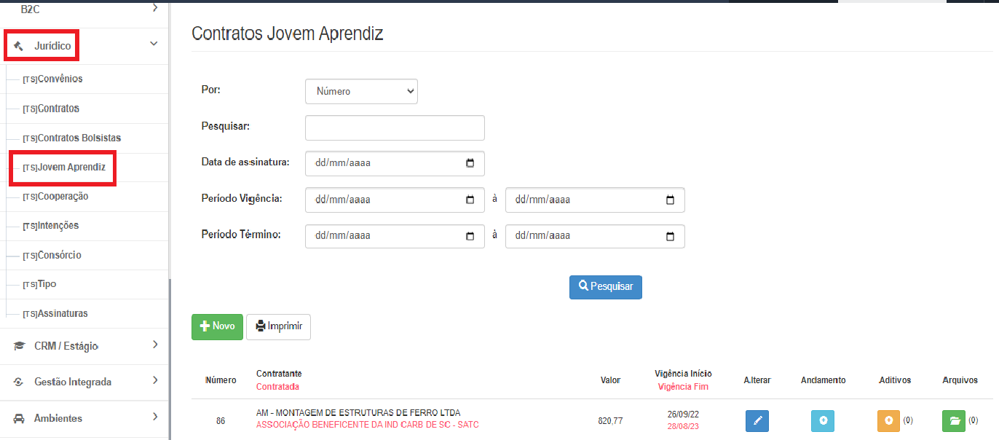 B2C
Jurídico
[TS]Convênios
[TS]Contratos
[TS]Contratos Bolsistas
[TS]Jovem Aprendiz
[TS]Cooperação
[TS]Intenções
[TS]Consórcio
[TS]Tipo
[TS]Assinaturas
CRM / Estágio
Gestão Integrada
Ambientes
Contratos Jovem Aprendiz
Por: Número
Pesquisar:
Data de assinatura: dd/mm/aaaa
Período Vigência: dd/mm/aaaa à dd/mm/aaaa
Período Término: dd/mm/aaaa à dd/mm/aaaa
Pesquisar
Novo Imprimir
Número Contratante Contratada Valor Vigência Início Vigência Fim Alterar Andamento Aditivos Arquivos
86 AM - MONTAGEM DE ESTRUTURAS DE FERRO LTDA ASSOCIAÇÃO BENEFICENTE DA IND CARB DE SC - SATC 820,77 26/09/22 28/08/23 (0) (0)